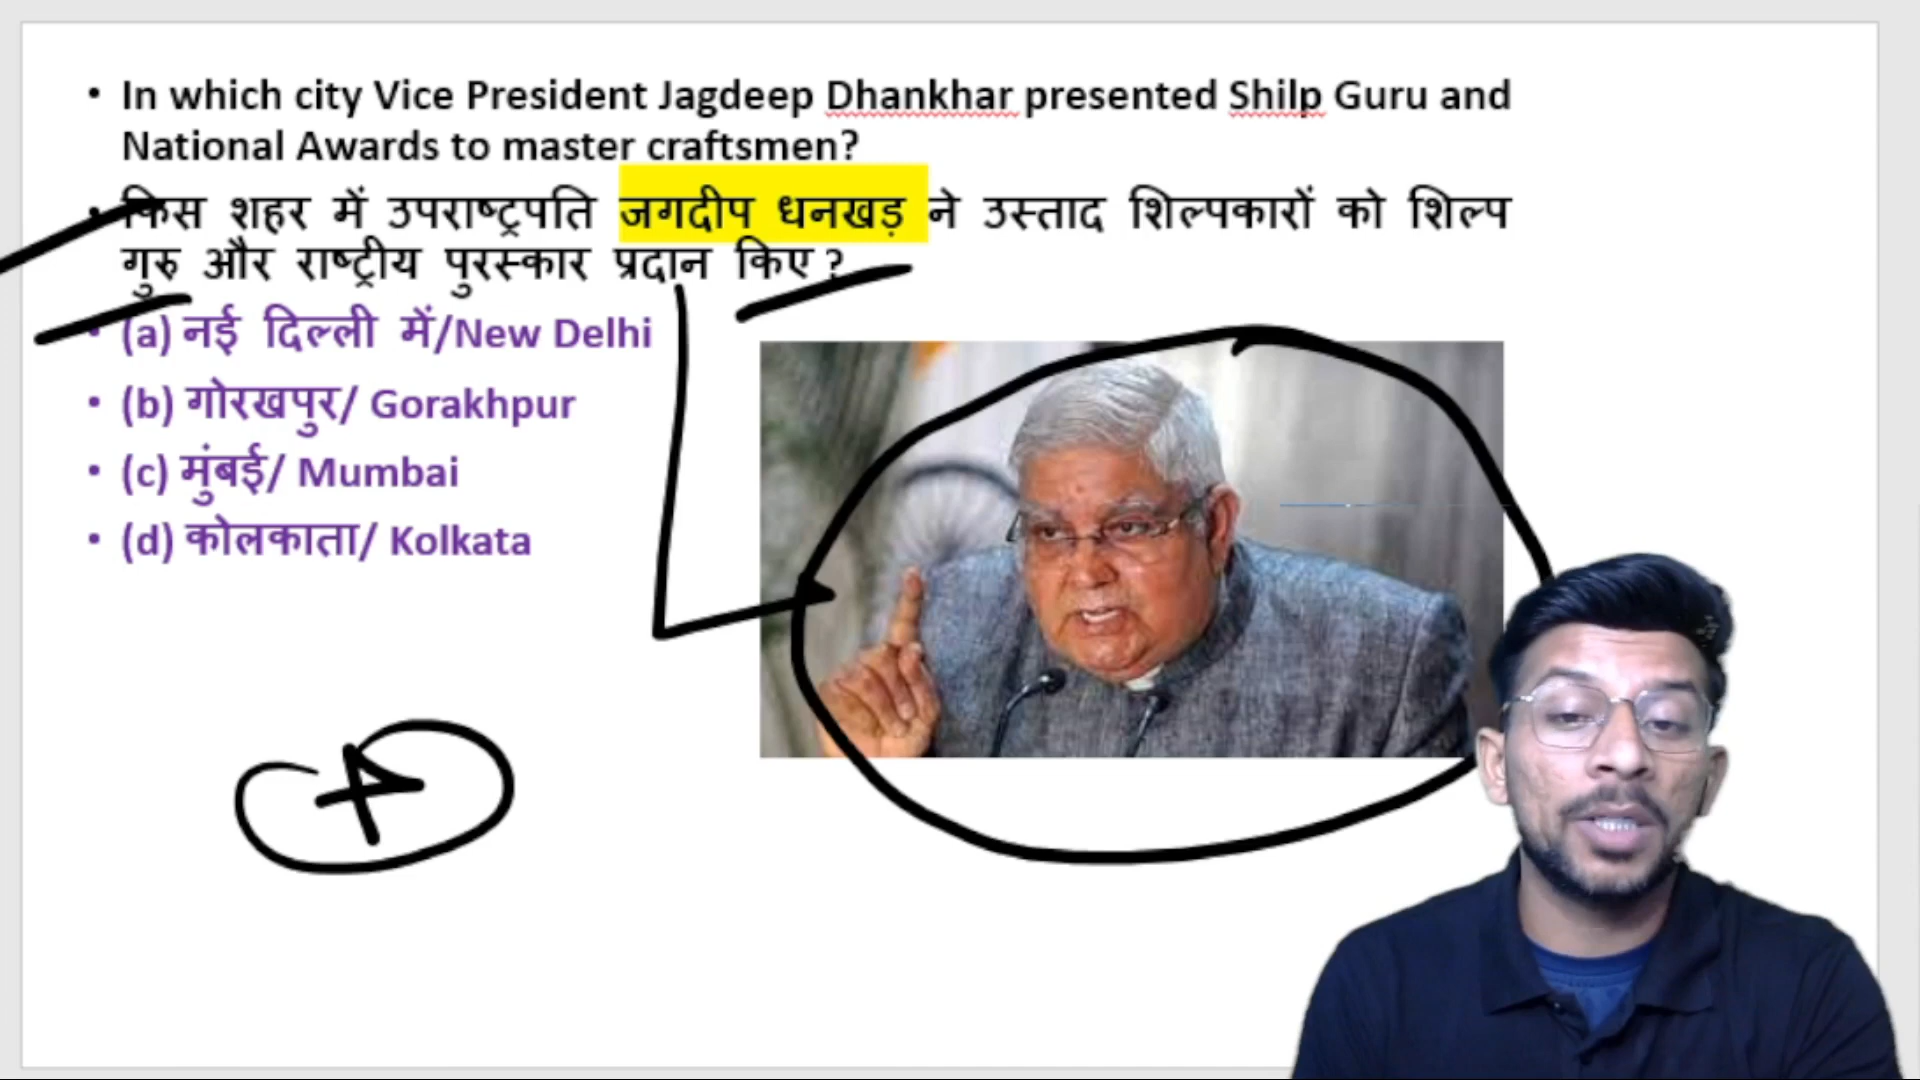 • In which city Vice President Jagdeep Dhankhar presented Shilp Guru and
National Awards to master craftsmen?
• किस शहर में उपराष्ट्रपति जगदीप धनखड़ ने उस्ताद शिल्पकारों को शिल्प
गुरु और राष्ट्रीय पुरस्कार प्रदान किए ?
• (a) नई दिल्ली में/New Delhi
• (b) गोरखपुर/ Gorakhpur
• (c) मुंबई/ Mumbai
• (d) कोलकाता/ Kolkata
A